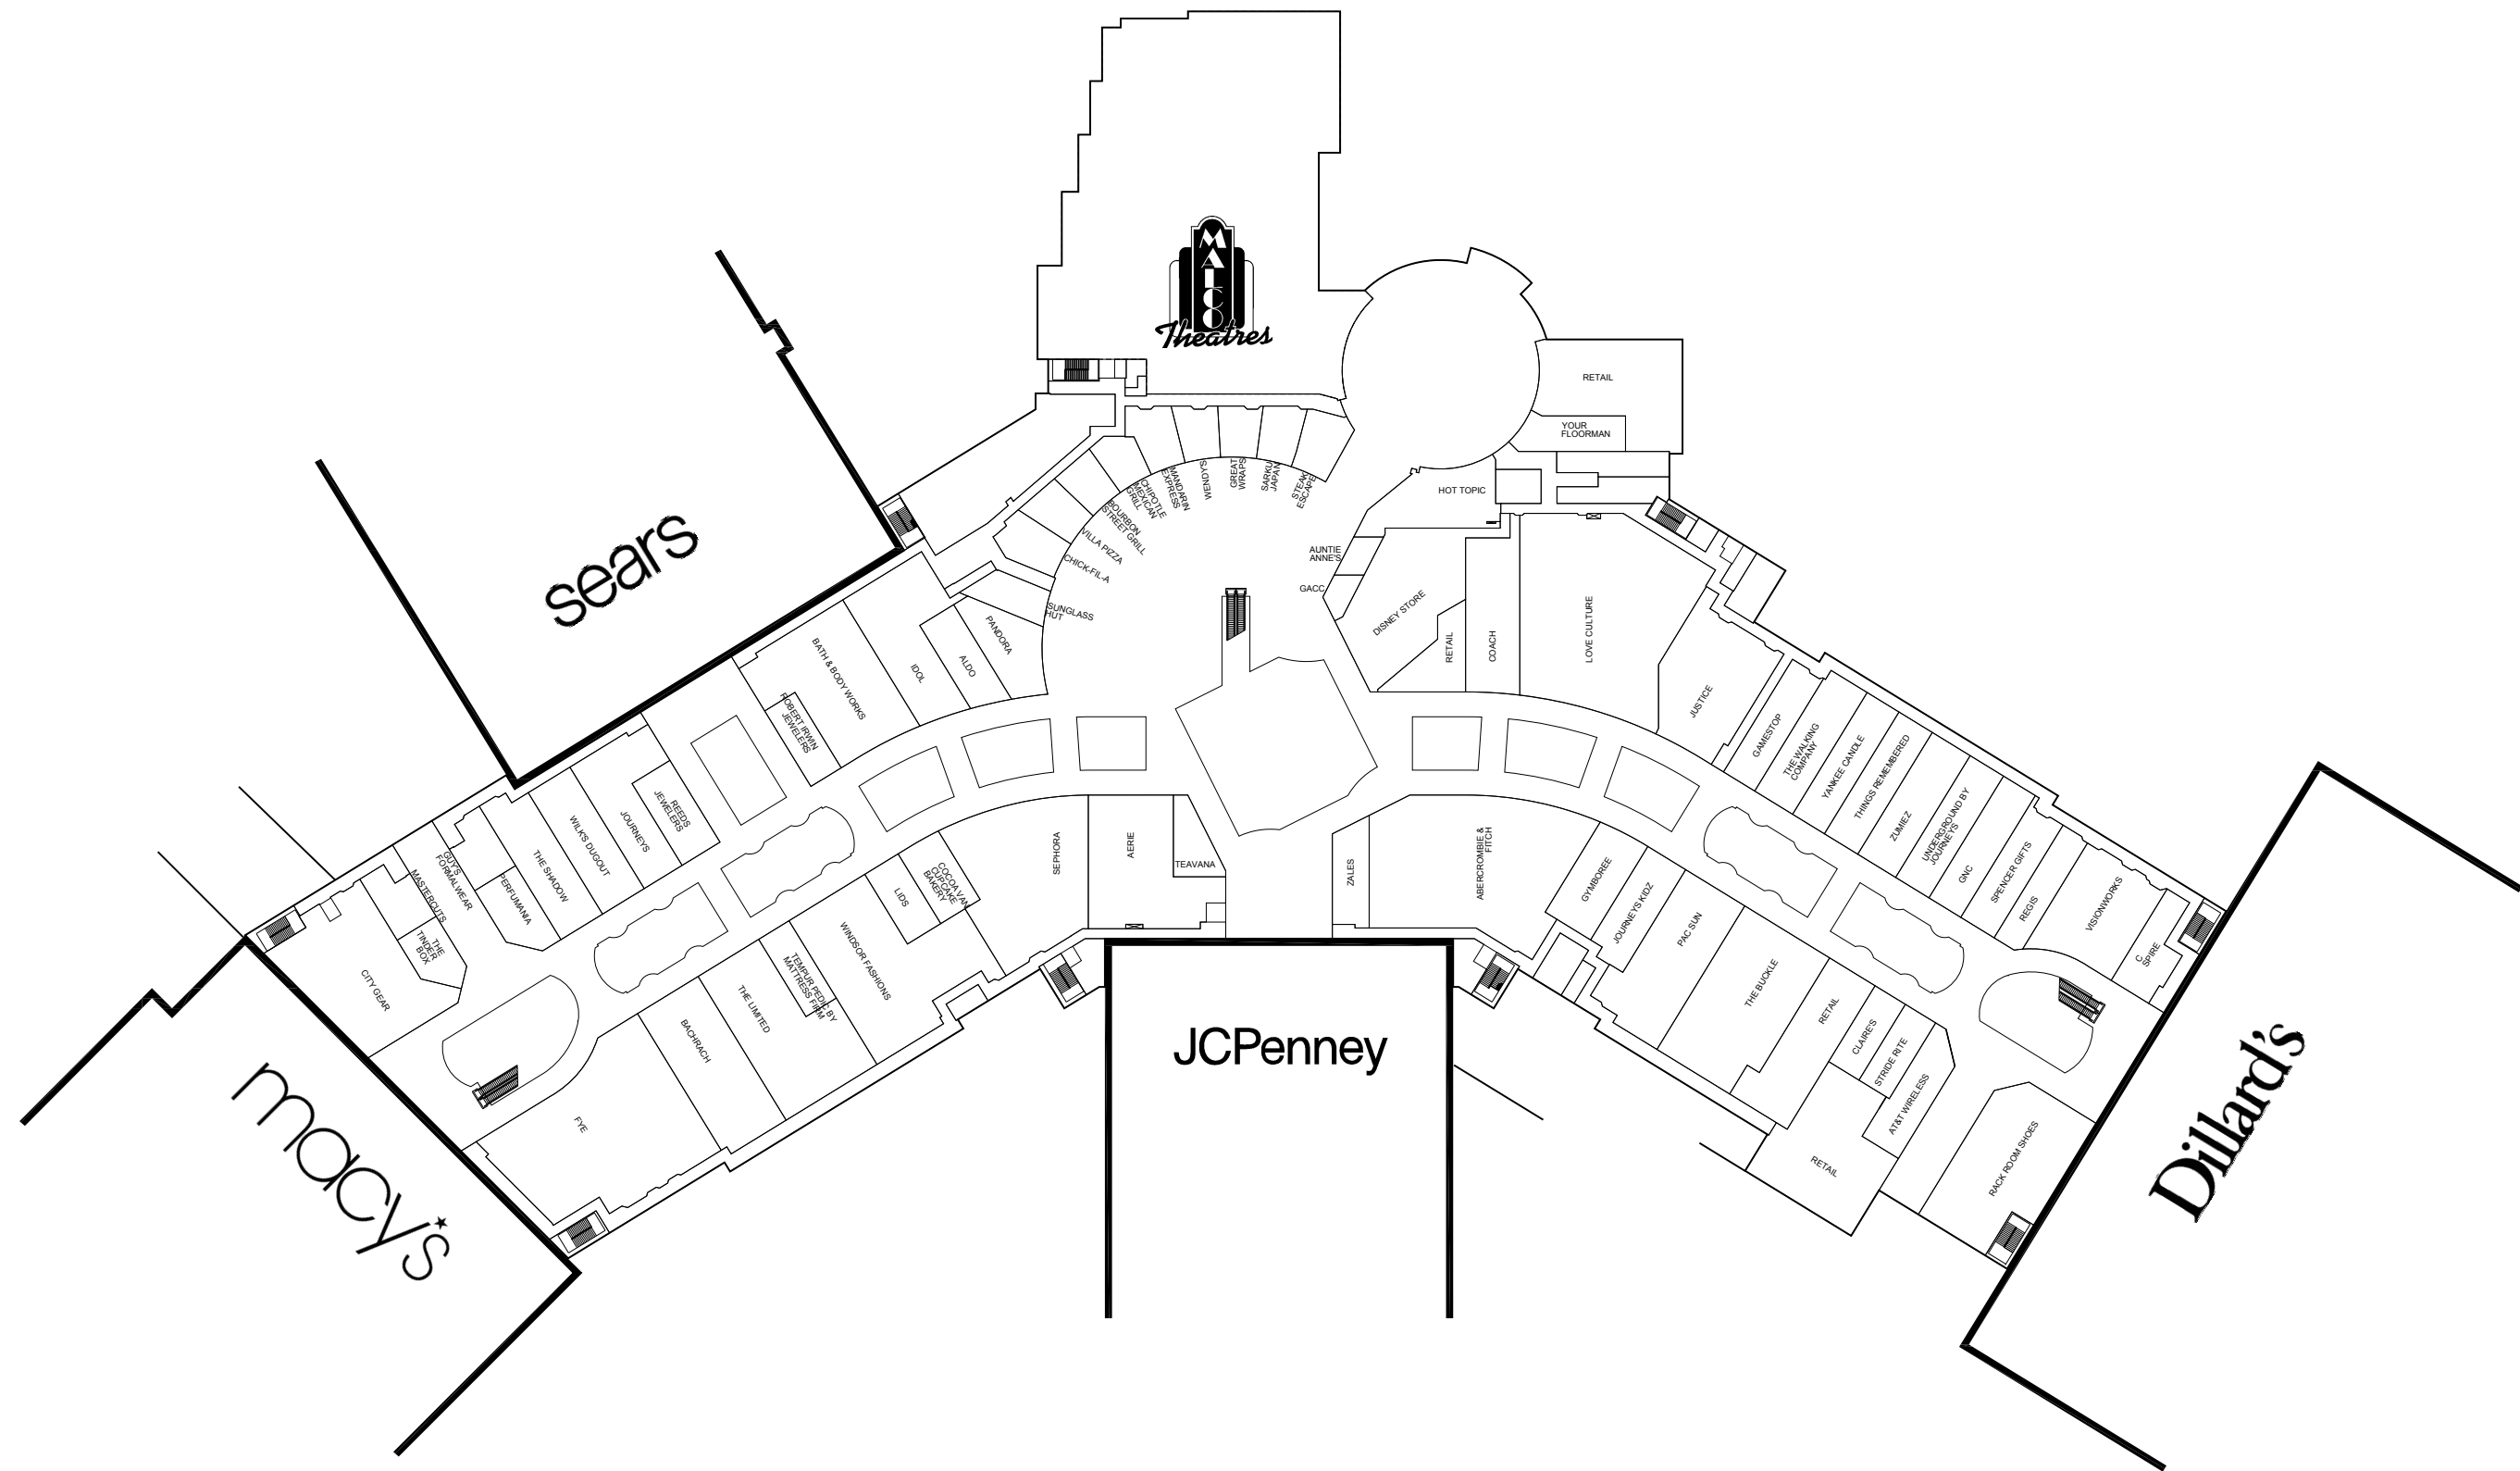 MALCO
Theatres
RETAIL
YOUR
FLOORMAN
HOT TOPIC
STEAK
ESCAPE
SARKU
JAPAN
GREAT
WRAPS
WENDYS
MANDARIN
EXPRESS
CHIPOTLE
MEXICAN
GRILL
BOURBON
STREET GRILL
VILLA PIZZA
CHICK-FIL-A
SUNGLASS
HUT
AUNTIE
ANNE'S
GACC
DISNEY STORE
RETAIL
COACH
LOVE CULTURE
JUSTICE
GAMESTOP
THE WALKING
COMPANY
YANKEE CANDLE
THINGS REMEMBERED
ZUMIEZ
UNDERGROUND BY
JOURNEYS
GNC
SPENCER GIFTS
REGIS
VISIONWORKS
C
SPIRE
sears
PANDORA
ALDO
IDOL
BATH & BODY WORKS
ROBERT IRWIN
JEWELERS
REEDS
JEWELERS
JOURNEYS
WILK'S DUGOUT
THE SHADOW
PERFUMANIA
GUY'S
FORMALWEAR
MASTERCUTS
THE
TINDER
BOX
CITY GEAR
macy's
FYE
BACHRACH
THE LIMITED
TEMPUR PEDIC BY
MATTRESS FIRM
WINDSOR FASHIONS
LIDS
COCOA VAN
CUPCAKE
BAKERY
SEPHORA
AERIE
TEAVANA
ZALES
ABERCROMBIE &
FITCH
GYMBOREE
JOURNEYS KIDZ
PAC SUN
THE BUCKLE
RETAIL
CLAIRE'S
STRIDE RITE
AT&T WIRELESS
RETAIL
RACK ROOM SHOES
JCPenney
Dillard's